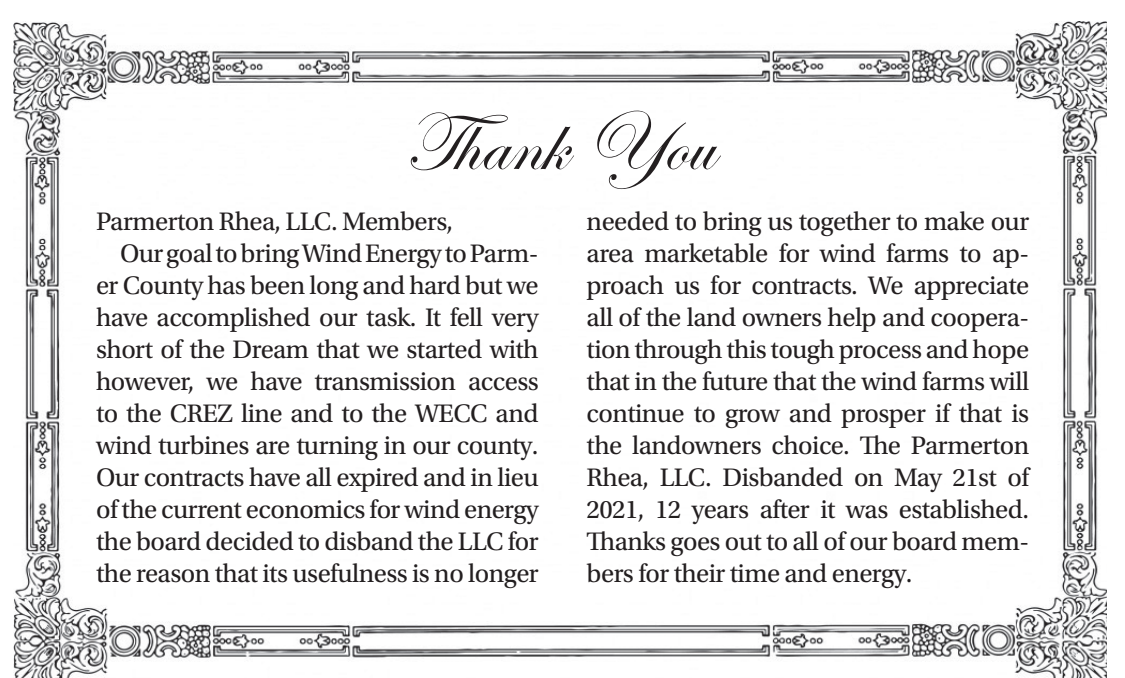 Thank You
Parmerton Rhea, LLC. Members,
Our goal to bring Wind Energy to Parm-
er County has been long and hard but we
have accomplished our task. It fell very
short of the Dream that we started with
however, we have transmission access
to the CREZ line and to the WECC and
wind turbines are turning in our county.
Our contracts have all expired and in lieu
of the current economics for wind energy
the board decided to disband the LLC for
the reason that its usefulness is no longer
needed to bring us together to make our
area marketable for wind farms to ap-
proach us for contracts. We appreciate
all of the land owners help and coopera-
tion through this tough process and hope
that in the future that the wind farms will
continue to grow and prosper if that is
the landowners choice. The Parmerton
Rhea, LLC. Disbanded on May 21st of
2021, 12 years after it was established.
Thanks goes out to all of our board mem-
bers for their time and energy.